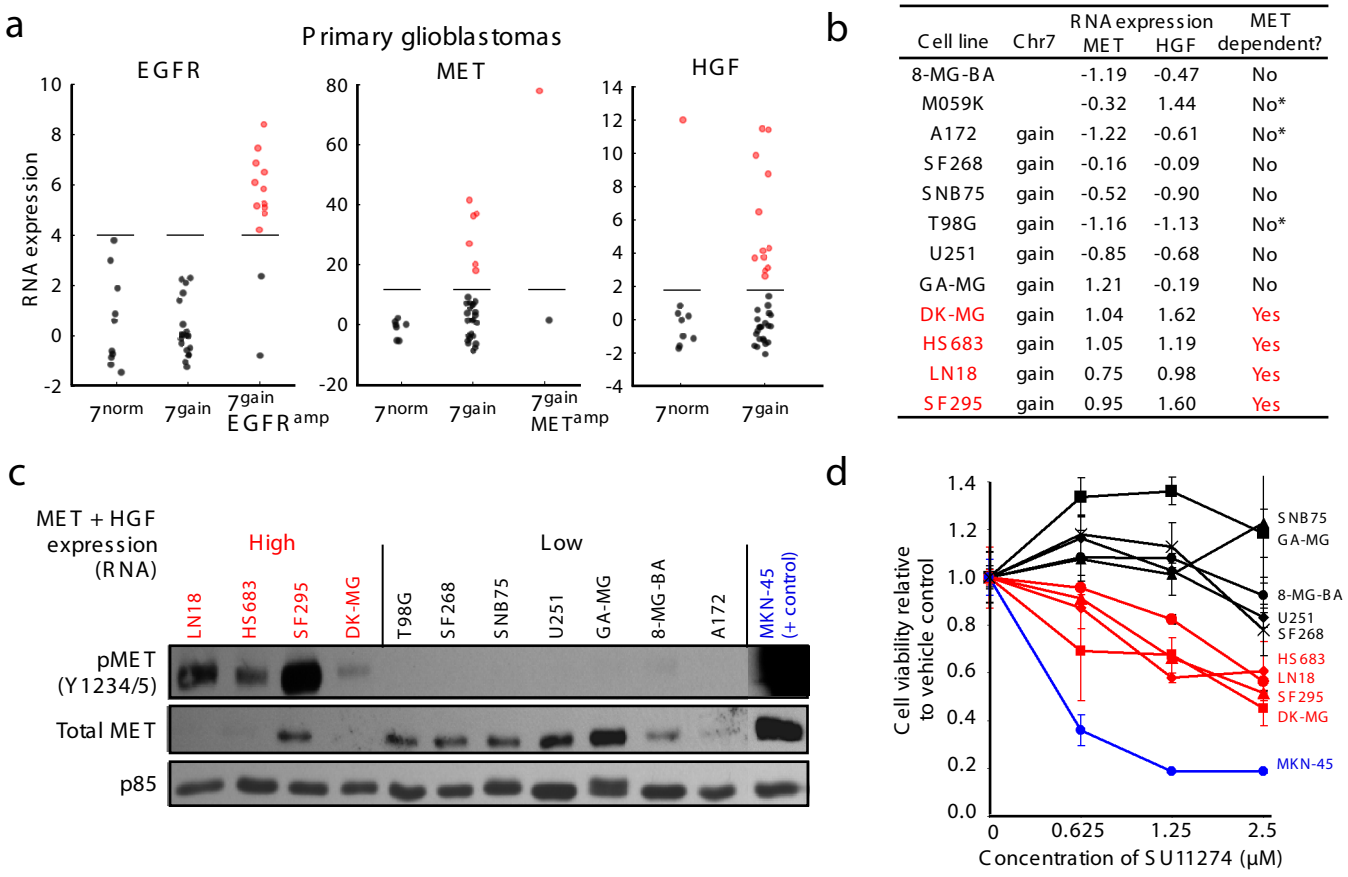 a
Primary glioblastomas
EGFR
MET
HGF
RNA expression
10
8
6
4
2
0
-2
7norm
7gain
7gain
EGFRamp
80
60
40
20
0
-20
7norm
7gain
7gain
METamp
14
12
10
8
6
4
2
0
-2
-4
7norm
7gain
b
RNA expression MET
Cell line Chr7 MET HGF dependent?
8-MG-BA -1.19 -0.47 No
M059K -0.32 1.44 No*
A172 gain -1.22 -0.61 No*
SF268 gain -0.16 -0.09 No
SNB75 gain -0.52 -0.90 No
T98G gain -1.16 -1.13 No*
U251 gain -0.85 -0.68 No
GA-MG gain 1.21 -0.19 No
DK-MG gain 1.04 1.62 Yes
HS683 gain 1.05 1.19 Yes
LN18 gain 0.75 0.98 Yes
SF295 gain 0.95 1.60 Yes
c
MET + HGF
expression
(RNA)
High
Low
LN18
HS683
SF295
DK-MG
T98G
SF268
SNB75
U251
GA-MG
8-MG-BA
A172
MKN-45
(+ control)
pMET
(Y1234/5)
Total MET
p85
d
Cell viability relative
to vehicle control
1.4
1.2
1.0
0.8
0.6
0.4
0.2
0.0
SNB75
GA-MG
8-MG-BA
U251
SF268
HS683
LN18
SF295
DK-MG
MKN-45
0 0.625 1.25 2.5
Concentration of SU11274 (µM)